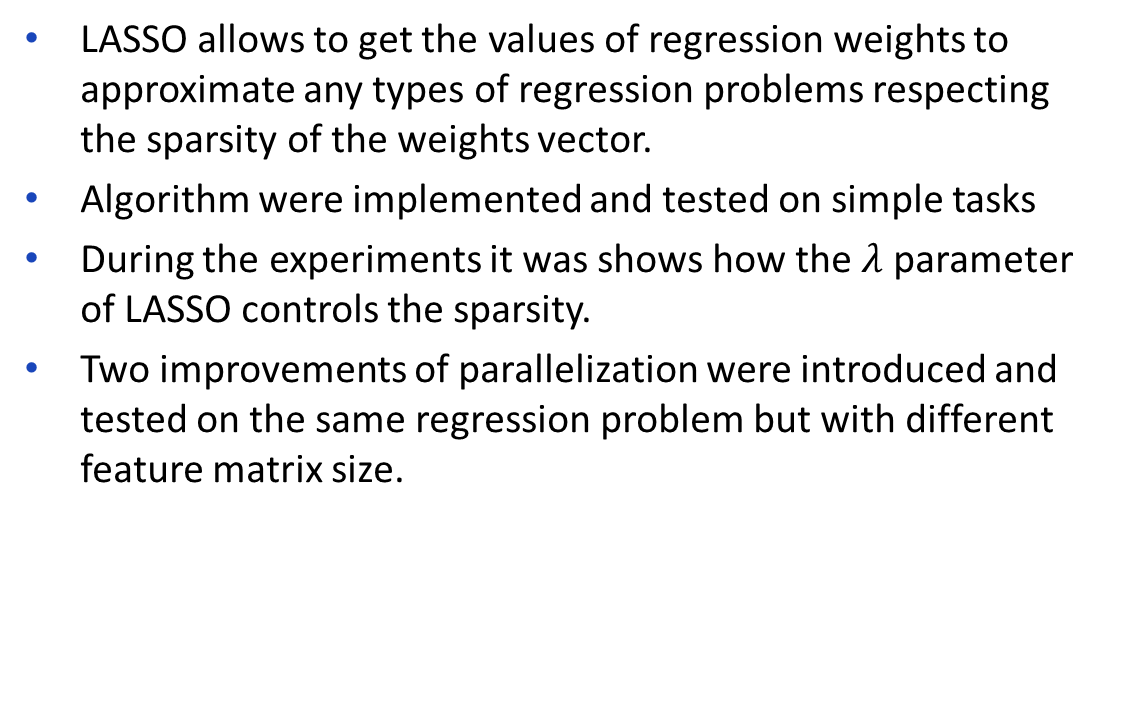 • LASSO allows to get the values of regression weights to
approximate any types of regression problems respecting
the sparsity of the weights vector.
• Algorithm were implemented and tested on simple tasks
• During the experiments it was shows how the λ parameter
of LASSO controls the sparsity.
• Two improvements of parallelization were introduced and
tested on the same regression problem but with different
feature matrix size.